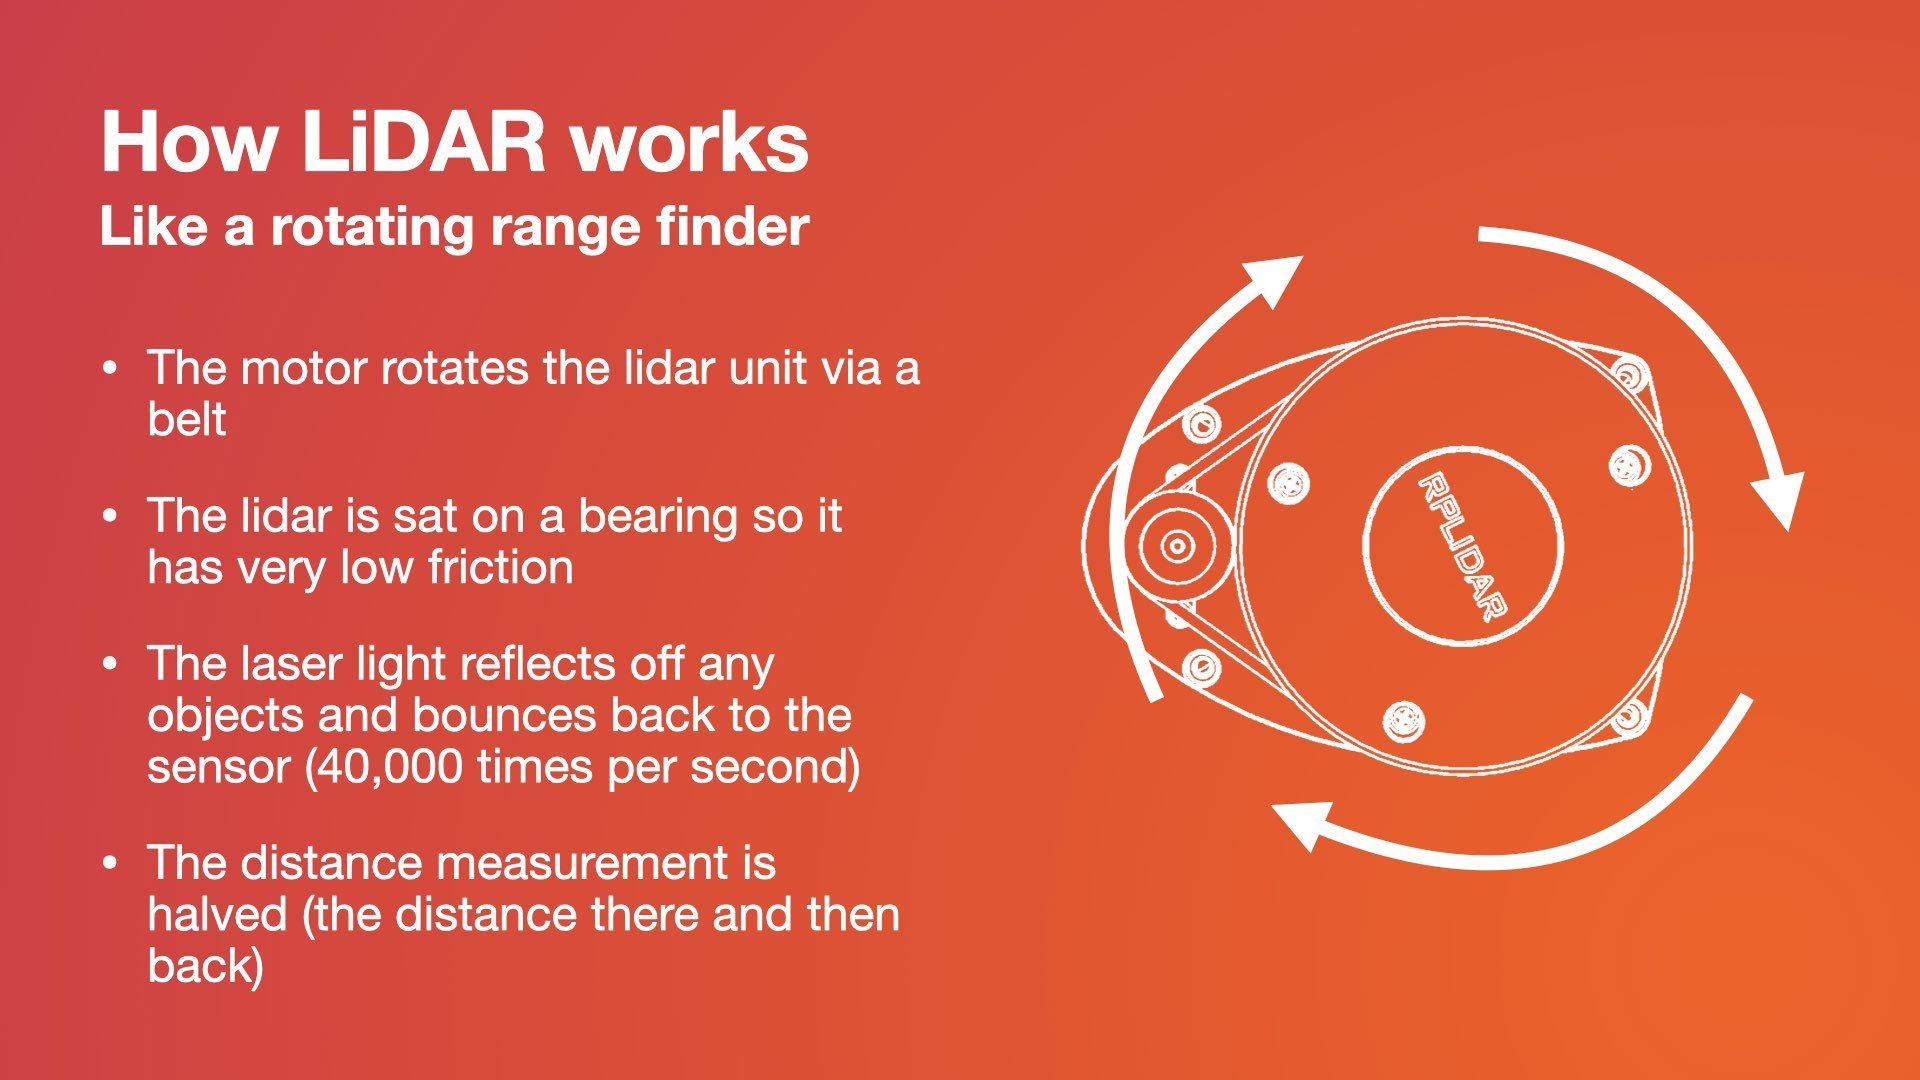 How LiDAR works
Like a rotating range finder
• The motor rotates the lidar unit via a
belt
• The lidar is sat on a bearing so it
has very low friction
• The laser light reflects off any
objects and bounces back to the
sensor (40,000 times per second)
• The distance measurement is
halved (the distance there and then
back)
RPLIDAR